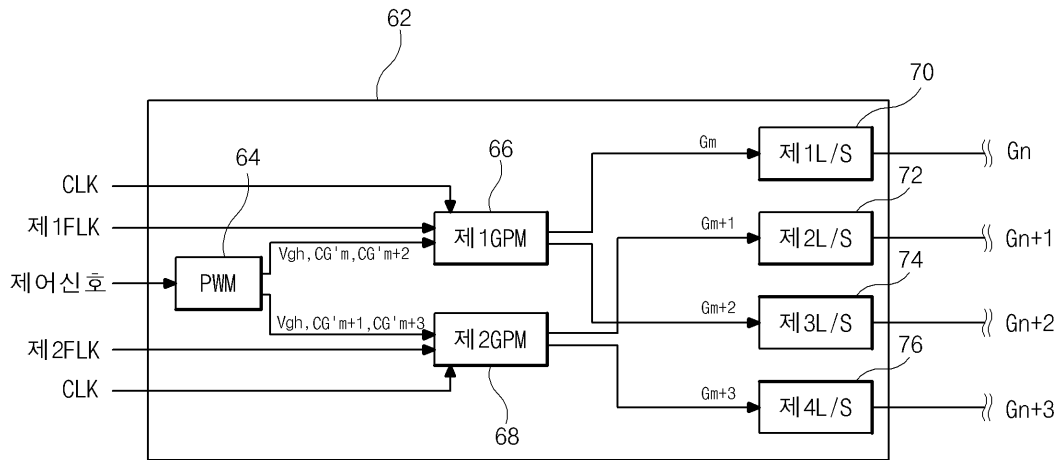 62
70
64
66
Gm
제1L/S
Gn
CLK
72
제1FLK
제1GPM
Gm+1
제2L/S
Gn+1
Vgh,CG'm,CG'm+2
제어신호
PWM
74
Vgh,CG'm+1,CG'm+3
Gm+2
제3L/S
Gn+2
제2FLK
제2GPM
76
CLK
Gm+3
제4L/S
Gn+3
68